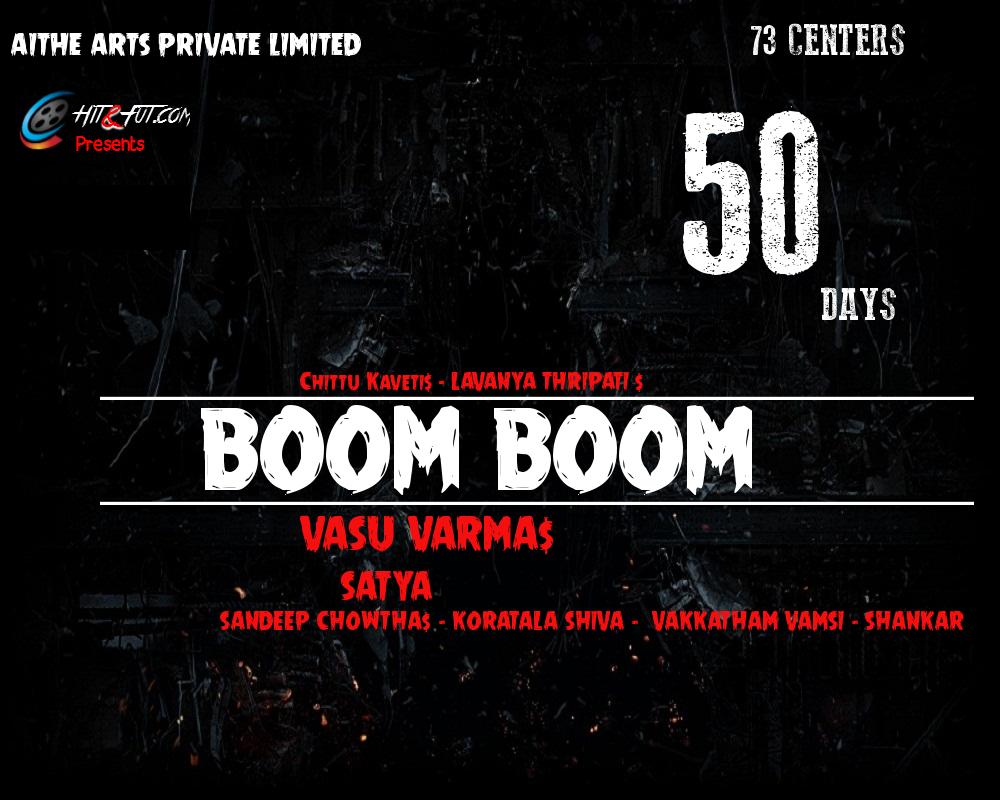 AITHE ARTS PRIVATE LIMITED
73 CENTERS
HIT&FUT.COM
Presents
50
DAYS
CHITTU KAVETI$ - LAVANYA THRIPATI $
BOOM BOOM
VASU VARMA$
SATYA
SANDEEP CHOWTHA$ - KORATALA SHIVA - VAKKATHAM VAMSI - SHANKAR